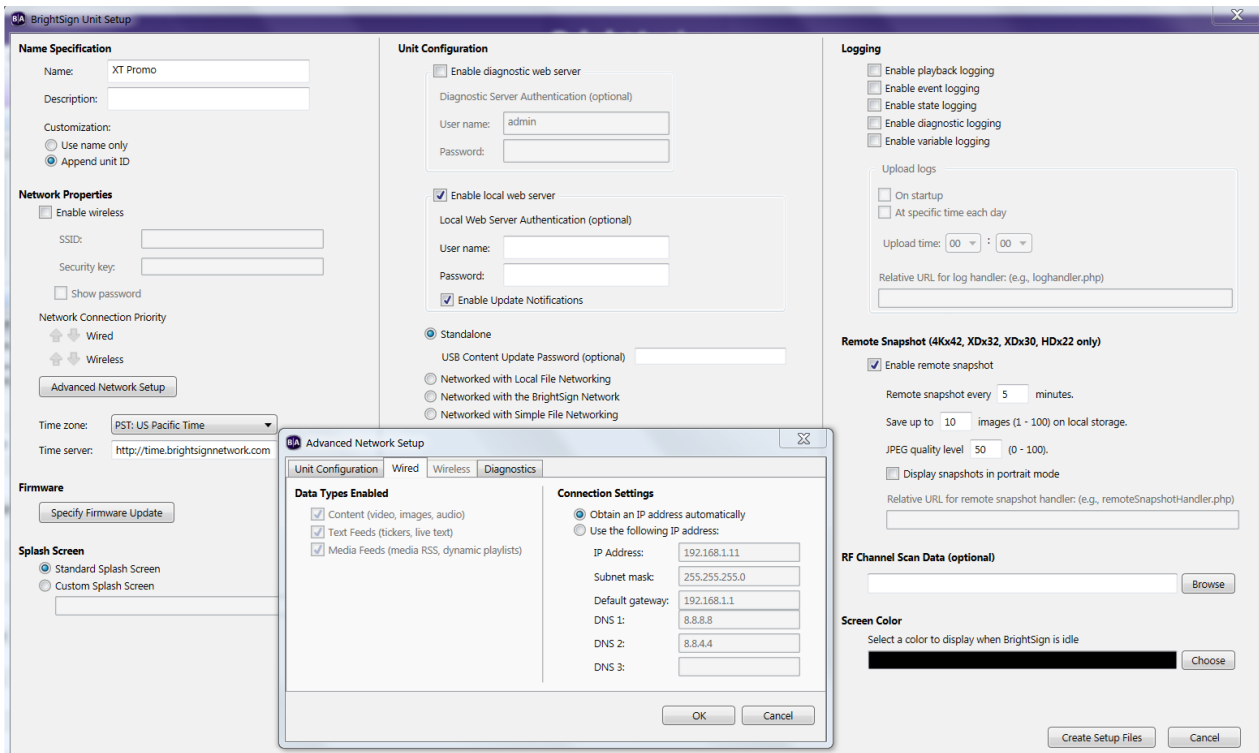 BrightSign Unit Setup
Name Specification
Name: XT Promo
Description:
Customization:
Use name only
Append unit ID
Network Properties
Enable wireless
SSID:
Security key:
Show password
Network Connection Priority
Wired
Wireless
Advanced Network Setup
Time zone: PST: US Pacific Time
Time server: http://time.brightsignnetwork.com
Firmware
Specify Firmware Update
Splash Screen
Standard Splash Screen
Custom Splash Screen
Unit Configuration
Enable diagnostic web server
Diagnostic Server Authentication (optional)
User name: admin
Password:
Enable local web server
Local Web Server Authentication (optional)
User name:
Password:
Enable Update Notifications
Standalone
USB Content Update Password (optional)
Networked with Local File Networking
Networked with the BrightSign Network
Networked with Simple File Networking
BA Advanced Network Setup
Unit Configuration Wired Wireless Diagnostics
Data Types Enabled
Content (video, images, audio)
Text Feeds (tickers, live text)
Media Feeds (media RSS, dynamic playlists)
Connection Settings
Obtain an IP address automatically
Use the following IP address:
IP Address: 192.168.1.11
Subnet mask: 255.255.255.0
Default gateway: 192.168.1.1
DNS 1: 8.8.8.8
DNS 2: 8.8.4.4
DNS 3:
OK Cancel
Logging
Enable playback logging
Enable event logging
Enable state logging
Enable diagnostic logging
Enable variable logging
Upload logs
On startup
At specific time each day
Upload time: 00 : 00
Relative URL for log handler: (e.g., loghandler.php)
Remote Snapshot (4Kx42, XDx32, XDx30, HDx22 only)
Enable remote snapshot
Remote snapshot every 5 minutes.
Save up to 10 images (1 - 100) on local storage.
JPEG quality level 50 (0 - 100).
Display snapshots in portrait mode
Relative URL for remote snapshot handler: (e.g., remoteSnapshotHandler.php)
RF Channel Scan Data (optional)
Browse
Screen Color
Select a color to display when BrightSign is idle
Choose
Create Setup Files Cancel